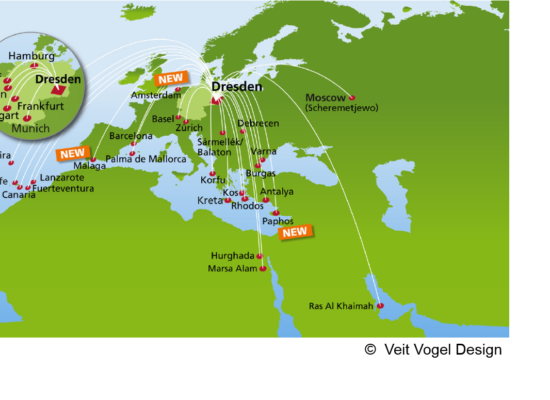 Hamburg
Dresden
n
Frankfurt
gart
Munich
NEW
Dresden
Amsterdam
Moscow
(Scheremetjewo)
Basel
Zürich
Debrecen
Barcelona
Sármellék/
Balaton
NEW
Palma de Mallorca
Varna
ira
Málaga
Burgas
Korfu
fe
Lanzarote
Fuerteventura
Canaria
Kos
Antalya
Kreta
Rhodos
Paphos
NEW
Hurghada
Marsa Alam
Ras Al Khaimah
© Veit Vogel Design